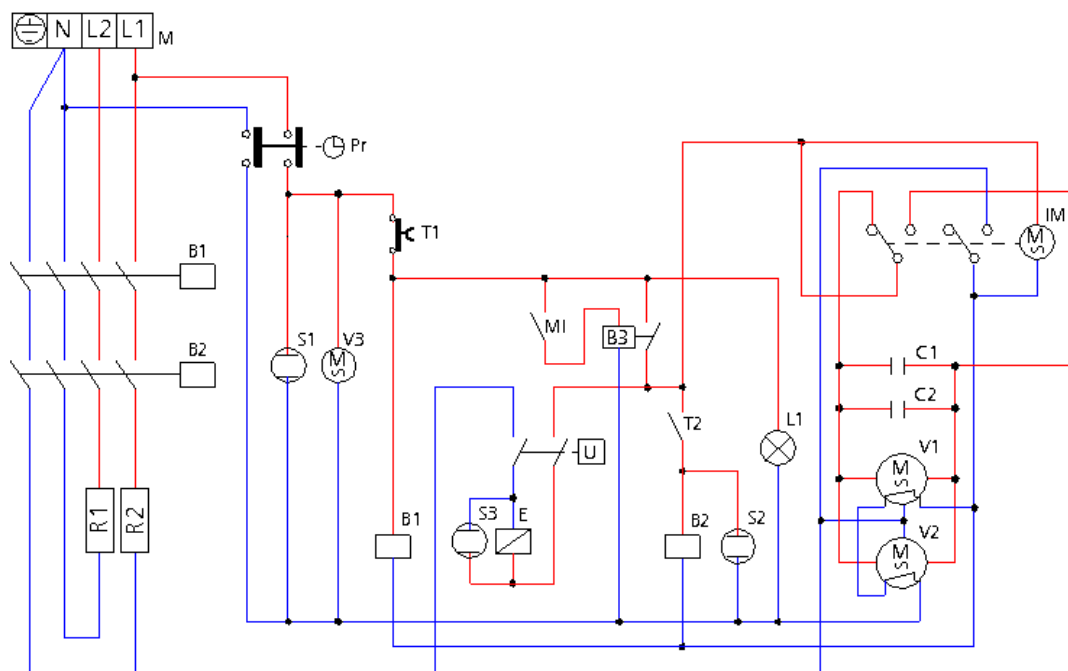 N L2 L1 M
Pr
T1
IM
M S
B1
MI
B3
S1 V3
M S
C1
B2
C2
T2
L1
U
V1
M S
R1 R2
S3 E
B1
B2 S2
V2
M S